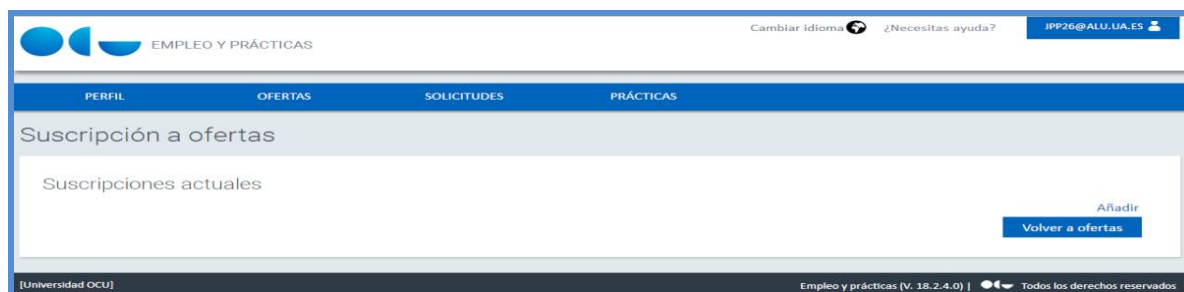 Cambiar idioma ¿Necesitas ayuda? JPP26@ALU.UA.ES
EMPLEO Y PRÁCTICAS
PERFIL OFERTAS SOLICITUDES PRÁCTICAS
Suscripción a ofertas
Suscripciones actuales
Añadir
Volver a ofertas
[Universidad OCU] Empleo y prácticas (V. 18.2.4.0) | Todos los derechos reservados